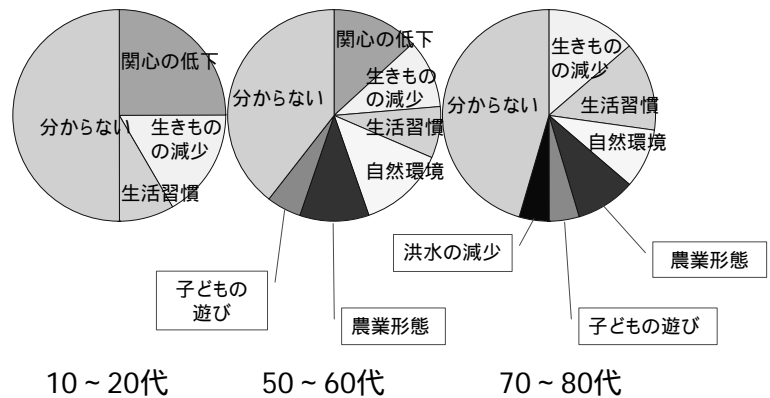 関心の低下
分からない
生きもの
の減少
生活習慣
関心の低下
生きもの
の減少
分からない
生活習慣
自然環境
生きもの
の減少
分からない
生活習慣
自然環境
洪水の減少
農業形態
子どもの
遊び
農業形態
子どもの遊び
10~20代
50~60代
70~80代